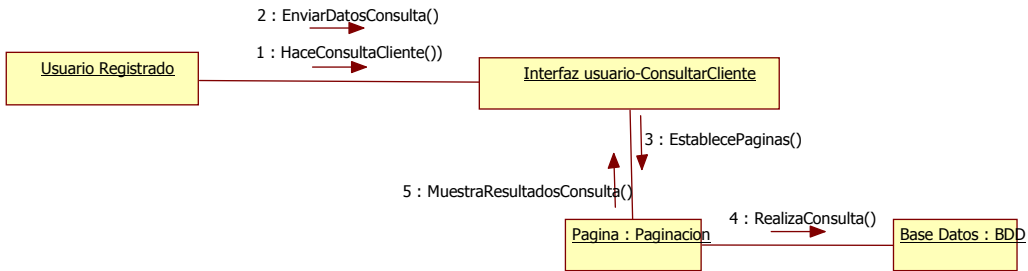 2 : EnviarDatosConsulta()
1 : HaceConsultaCliente())
Usuario Registrado
Interfaz usuario-ConsultarCliente
3 : EstablecePaginas()
5 : MuestraResultadosConsulta()
4 : RealizaConsulta()
Pagina : Paginacion
Base Datos : BDD